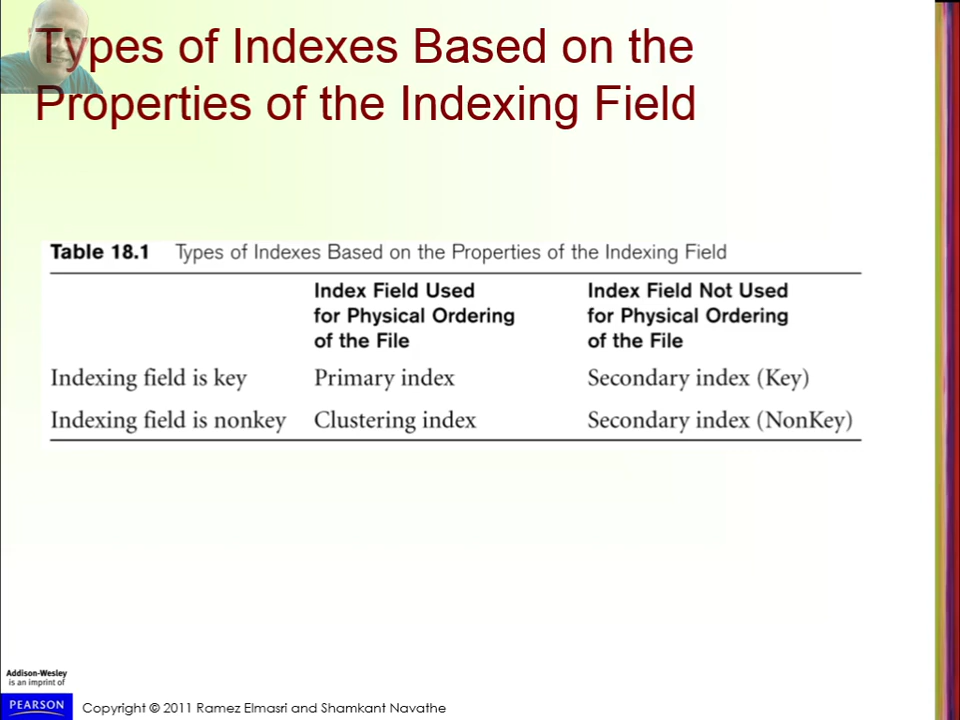 Types of Indexes Based on the
Properties of the Indexing Field
Table 18.1 Types of Indexes Based on the Properties of the Indexing Field
Index Field Used for Physical Ordering of the File
Index Field Not Used for Physical Ordering of the File
Indexing field is key Primary index Secondary index (Key)
Indexing field is nonkey Clustering index Secondary index (NonKey)
Addison-Wesley
is an imprint of
PEARSON
Copyright © 2011 Ramez Elmasri and Shamkant Navathe